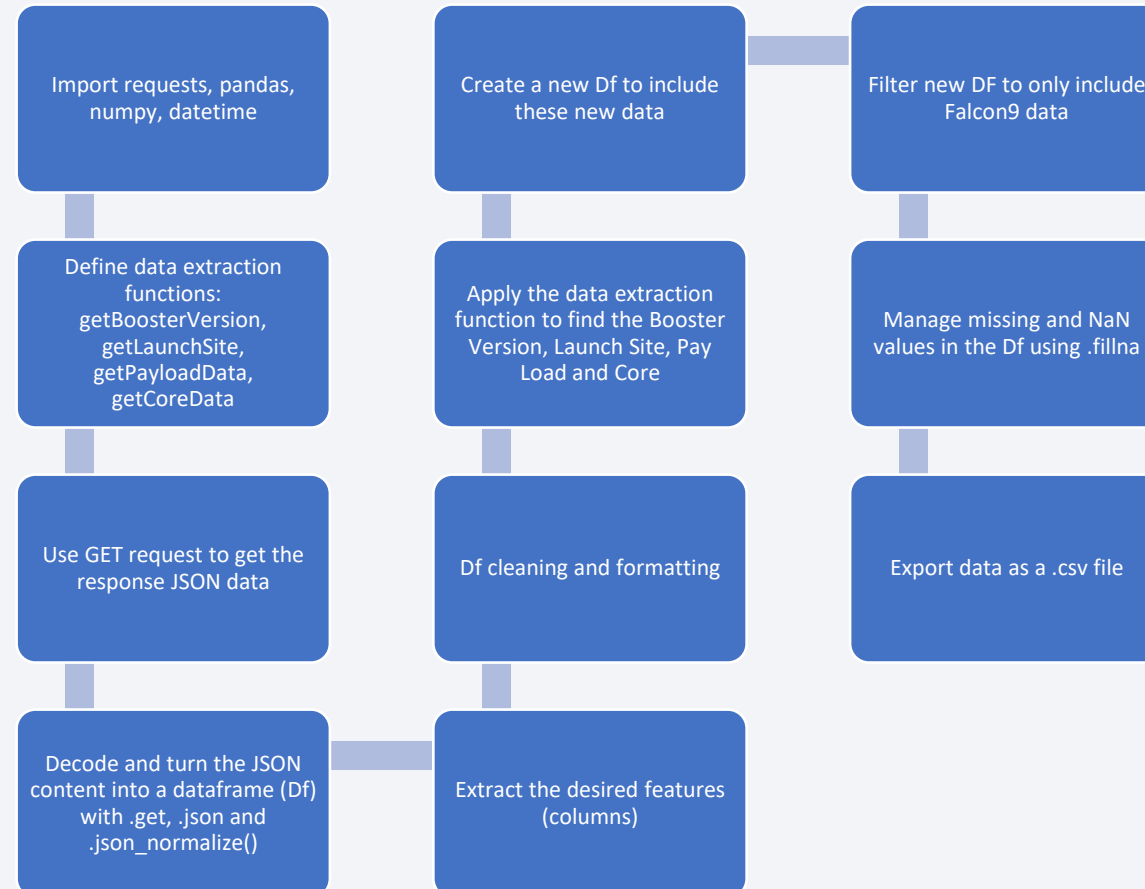 Import requests, pandas,
numpy, datetime
Define data extraction
functions:
getBoosterVersion,
getLaunchSite,
getPayloadData,
getCoreData
Use GET request to get the
response JSON data
Decode and turn the JSON
content into a dataframe (Df)
with .get, .json and
.json_normalize()
Extract the desired features
(columns)
Df cleaning and formatting
Apply the data extraction
function to find the Booster
Version, Launch Site, Pay
Load and Core
Create a new Df to include
these new data
Filter new DF to only include
Falcon9 data
Manage missing and NaN
values in the Df using .fillna
Export data as a .csv file